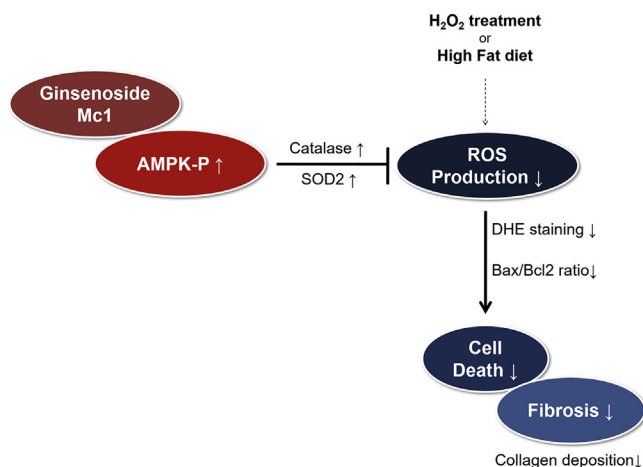 H₂O₂ treatment
or
High Fat diet
Ginsenoside
Mc1
AMPK-P ↑
Catalase ↑
SOD2 ↑
ROS
Production ↓
DHE staining ↓
Bax/Bcl2 ratio↓
Cell
Death ↓
Fibrosis ↓
Collagen deposition↓